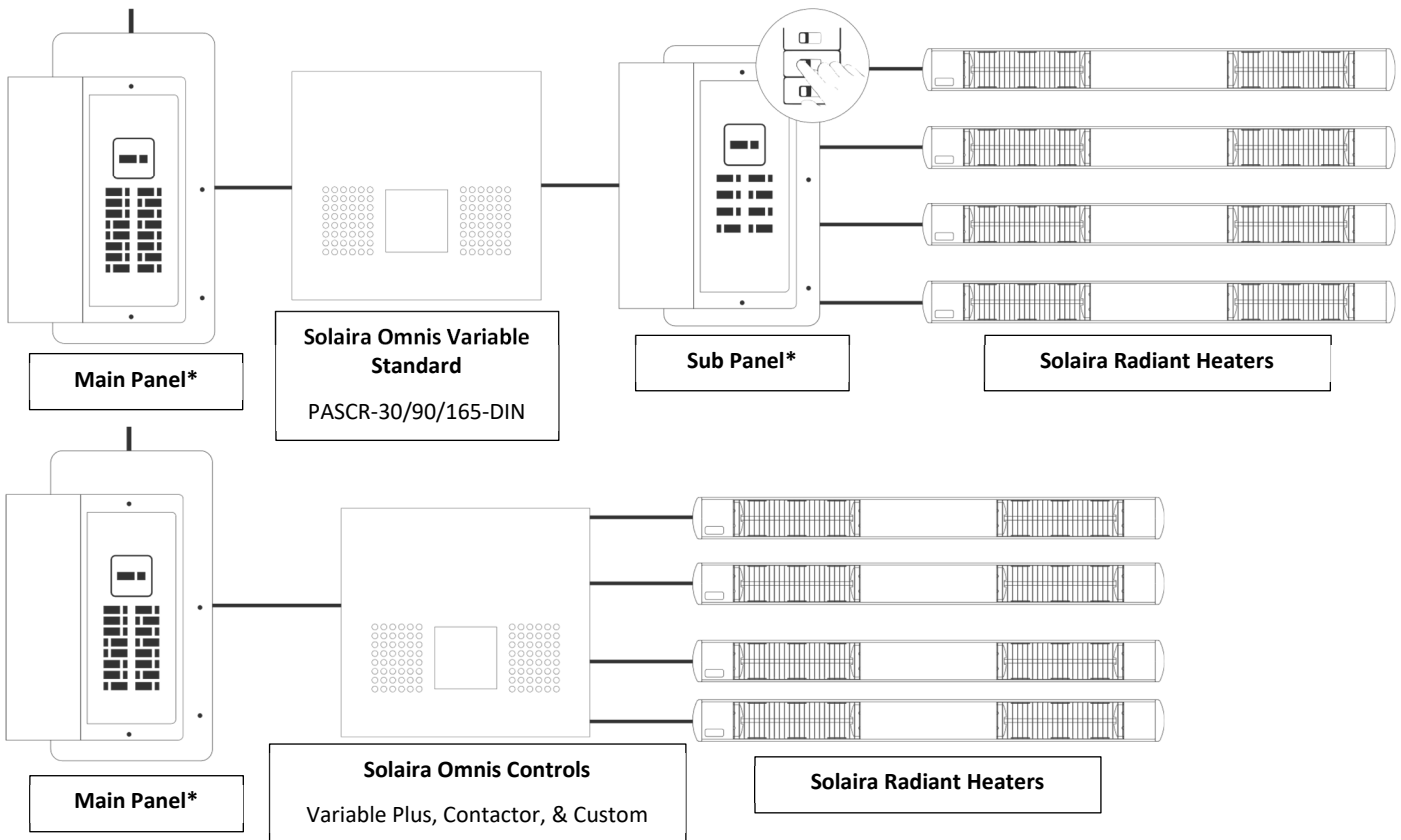 Main Panel*
Solaira Omnis Variable
Standard
PASCR-30/90/165-DIN
Sub Panel*
Solaira Radiant Heaters
Main Panel*
Solaira Omnis Controls
Variable Plus, Contactor, & Custom
Solaira Radiant Heaters